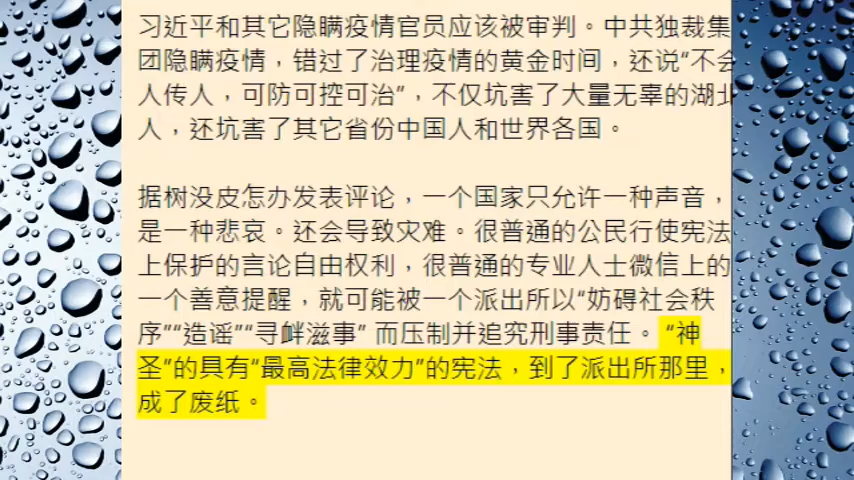 习近平和其它隐瞒疫情官员应该被审判。中共独裁集
团隐瞒疫情，错过了治理疫情的黄金时间，还说“不会
人传人，可防可控可治”，不仅坑害了大量无辜的湖北
人，还坑害了其它省份中国人和世界各国。
据树没皮怎办发表评论，一个国家只允许一种声音，
是一种悲哀。还会导致灾难。很普通的公民行使宪法
上保护的言论自由权利，很普通的专业人士微信上的
一个善意提醒，就可能被一个派出所以“妨碍社会秩
序”“造谣”“寻衅滋事” 而压制并追究刑事责任。 “神
圣”的具有“最高法律效力”的宪法，到了派出所那里，
成了废纸。